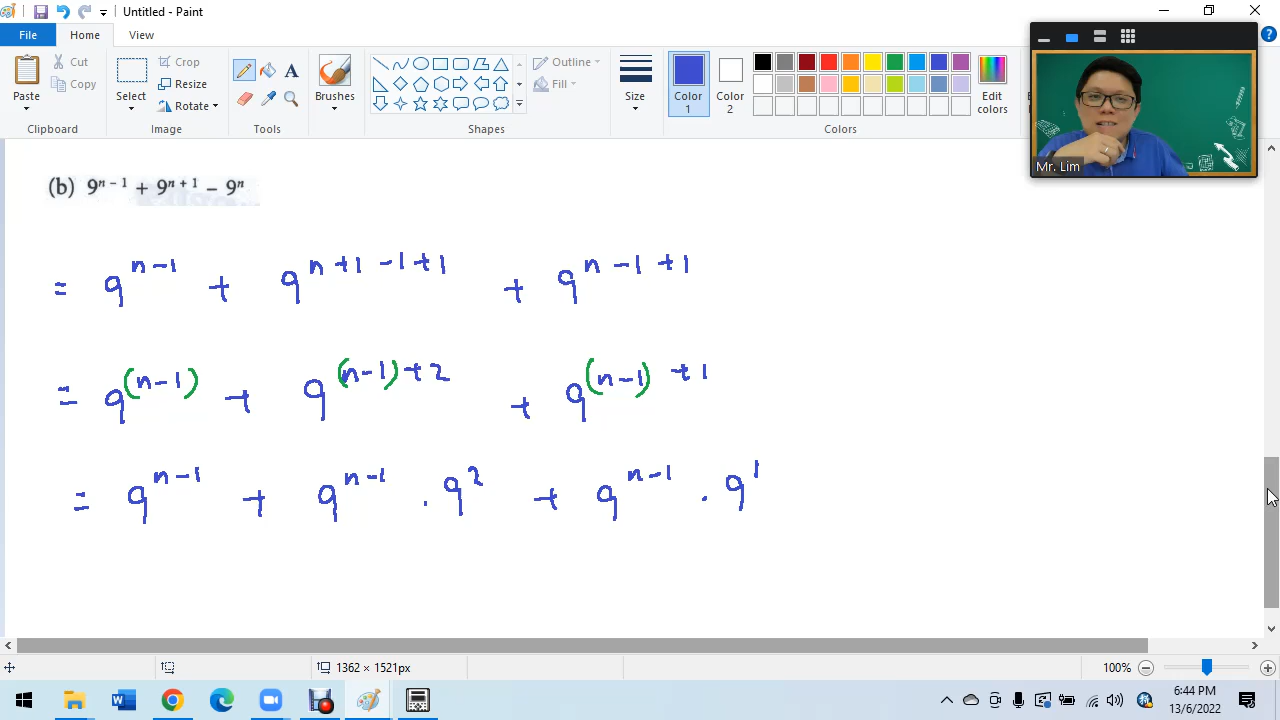 Untitled - Paint
File Home View
Paste Cut Copy Select Crop Resize Rotate Brushes Outline Fill Size Color 1 Color 2 Edit colors
Clipboard Image Tools Shapes Colors
Mr. Lim
(b) 9ⁿ⁻¹ + 9ⁿ⁺¹ − 9ⁿ
= 9ⁿ⁻¹ + 9ⁿ⁺¹⁻¹⁺¹ + 9ⁿ⁻¹⁺¹
= 9⁽ⁿ⁻¹⁾ + 9⁽ⁿ⁻¹⁾⁺² + 9⁽ⁿ⁻¹⁾⁺¹
= 9ⁿ⁻¹ + 9ⁿ⁻¹ . 9² + 9ⁿ⁻¹ . 9¹
1362 × 1521px 100%
6:44 PM
13/6/2022